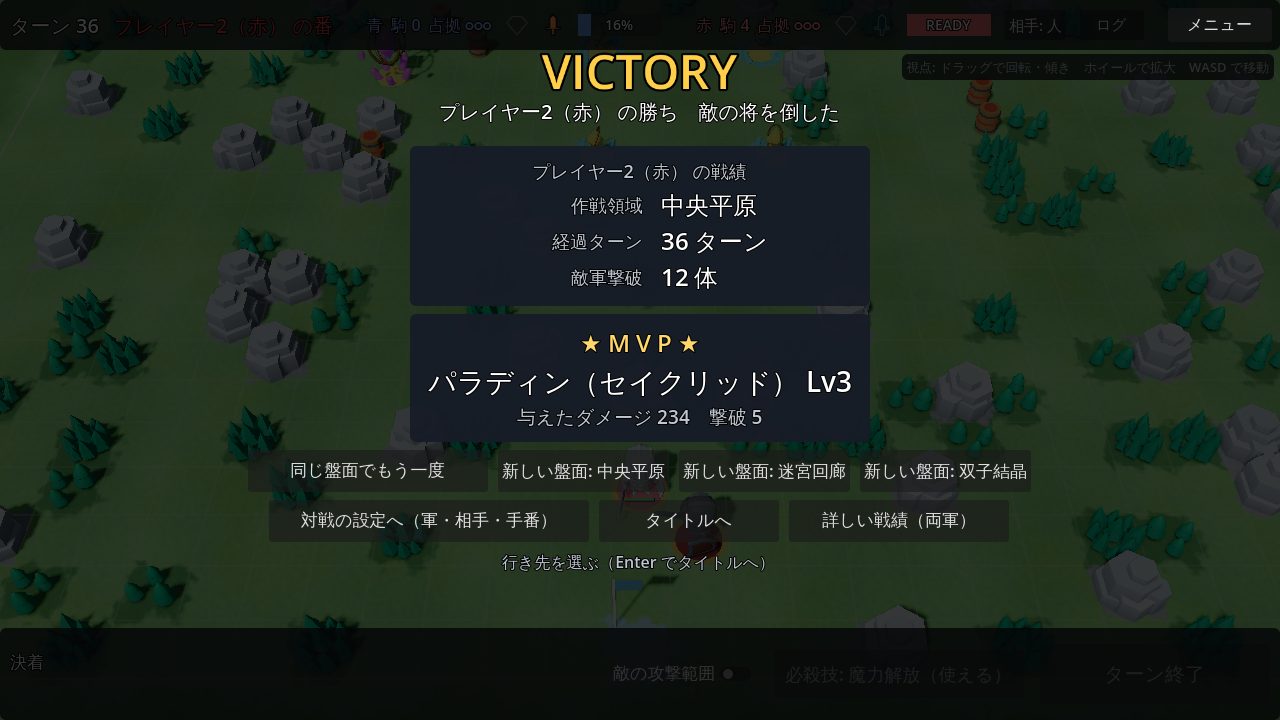 ターン 36 プレイヤー2（赤）の番 青 駒 0 占拠 ○○○ 16% 赤 駒 4 占拠 ○○○ READY 相手: 人 ログ メニュー
視点: ドラッグで回転・傾き ホイールで拡大 WASD で移動
VICTORY
プレイヤー2（赤） の勝ち 敵の将を倒した
プレイヤー2（赤） の戦績
作戦領域 中央平原
経過ターン 36 ターン
敵軍撃破 12 体
★ M V P ★
パラディン（セイクリッド） Lv3
与えたダメージ 234 撃破 5
同じ盤面でもう一度 新しい盤面: 中央平原 新しい盤面: 迷宮回廊 新しい盤面: 双子結晶
対戦の設定へ（軍・相手・手番） タイトルへ 詳しい戦績（両軍）
行き先を選ぶ（Enter でタイトルへ）
決着
敵の攻撃範囲 必殺技: 魔力解放（使える） ターン終了